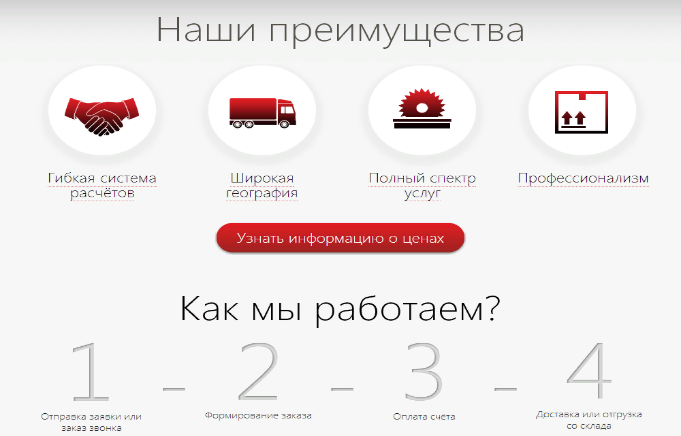 Наши преимущества
Гибкая система
расчётов
Широкая
география
Полный спектр
услуг
Профессионализм
Узнать информацию о ценах
Как мы работаем?
1 – 2 – 3 – 4
Отправка заявки или
заказ звонка
Формирование заказа
Оплата счёта
Доставка или отгрузка
со склада